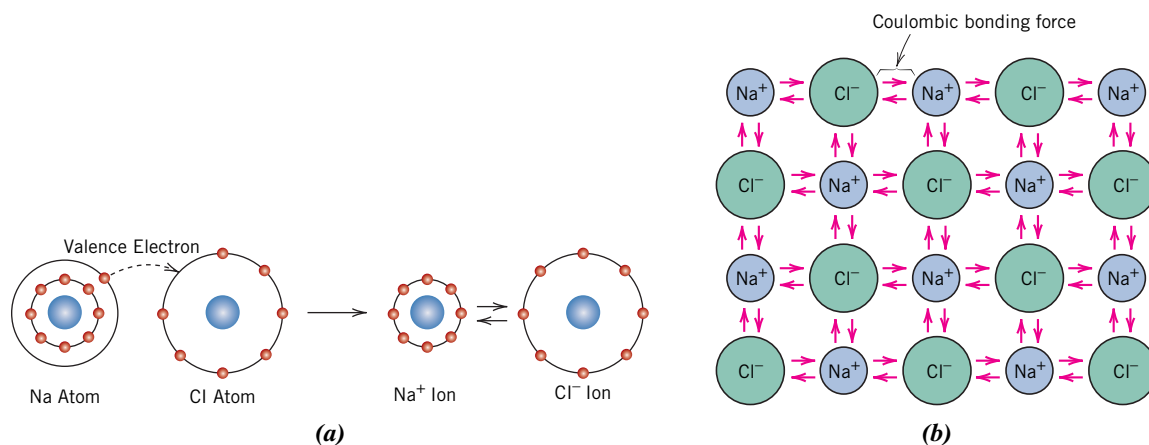 Coulombic bonding force
Na⁺ Cl⁻ Na⁺ Cl⁻ Na⁺
Cl⁻ Na⁺ Cl⁻ Na⁺ Cl⁻
Na⁺ Cl⁻ Na⁺ Cl⁻ Na⁺
Cl⁻ Na⁺ Cl⁻ Na⁺ Cl⁻
Valence Electron
Na Atom
Cl Atom
Na⁺ Ion
Cl⁻ Ion
(a)
(b)